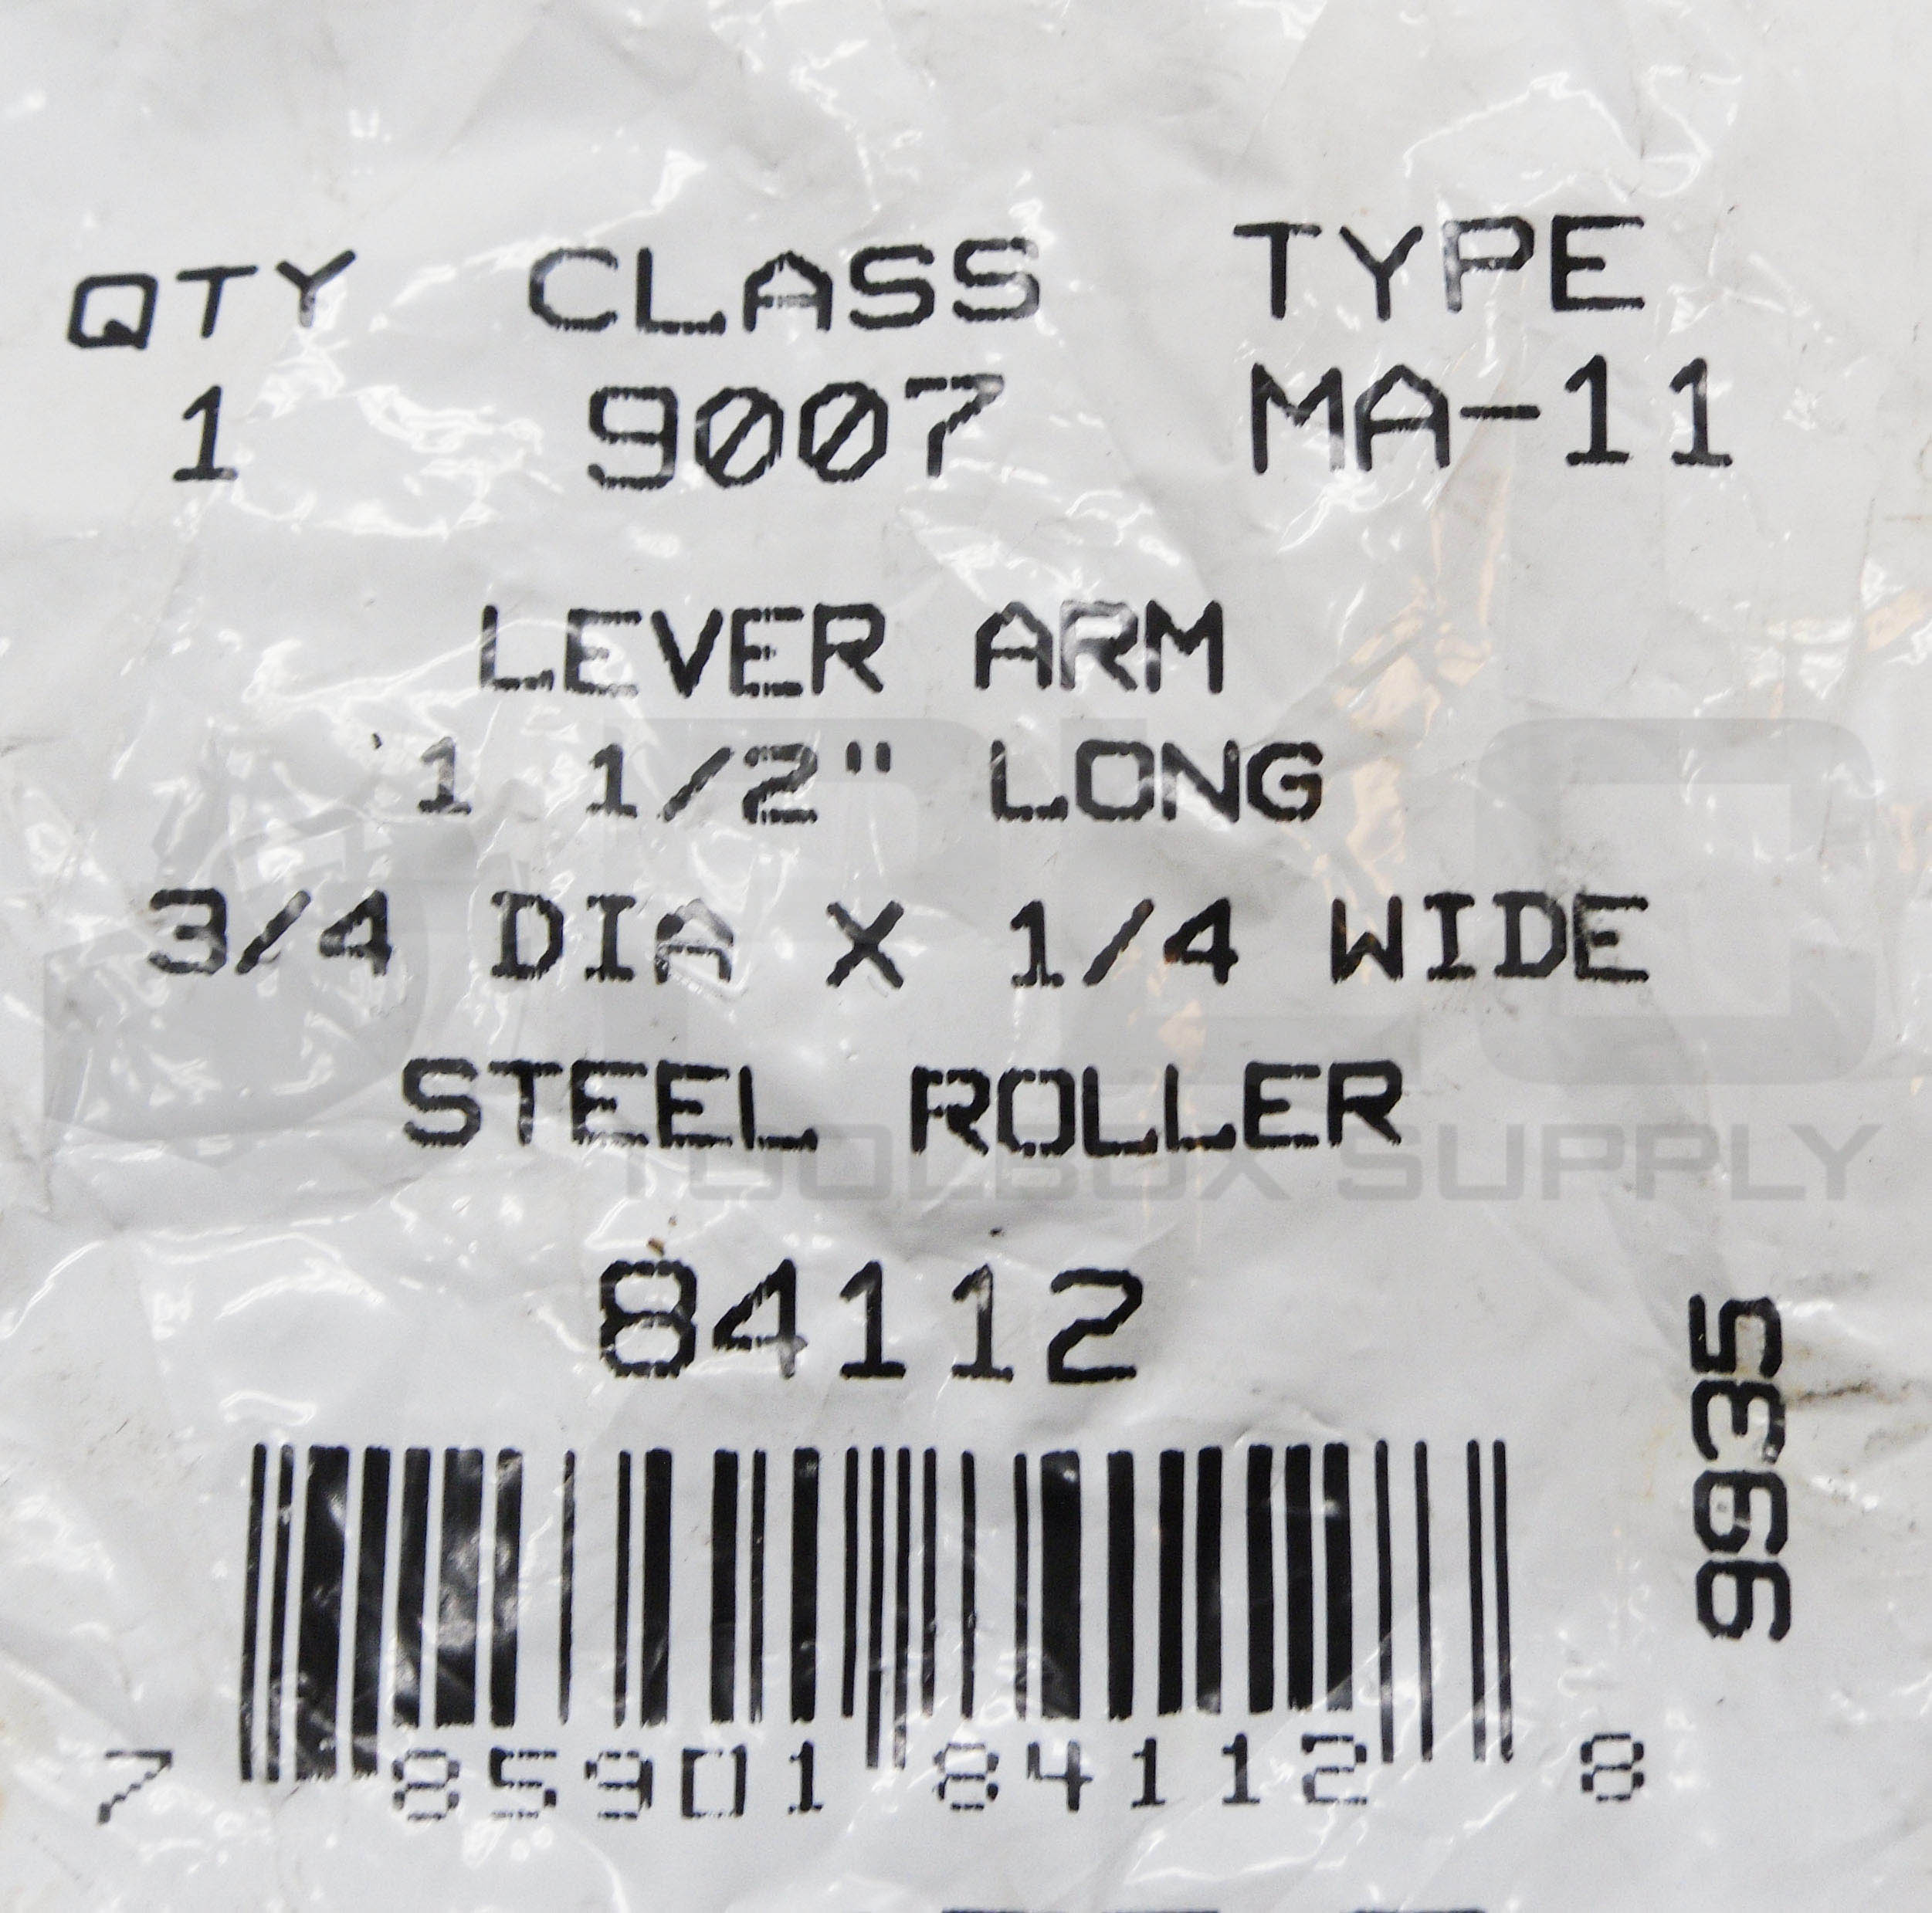 QTY CLASS TYPE
1 9007 MA-11
LEVER ARM
1 1/2" LONG
3/4 DIA X 1/4 WIDE
STEEL ROLLER
TOOLBOX SUPPLY
84112
9935
7 85901 84112 8